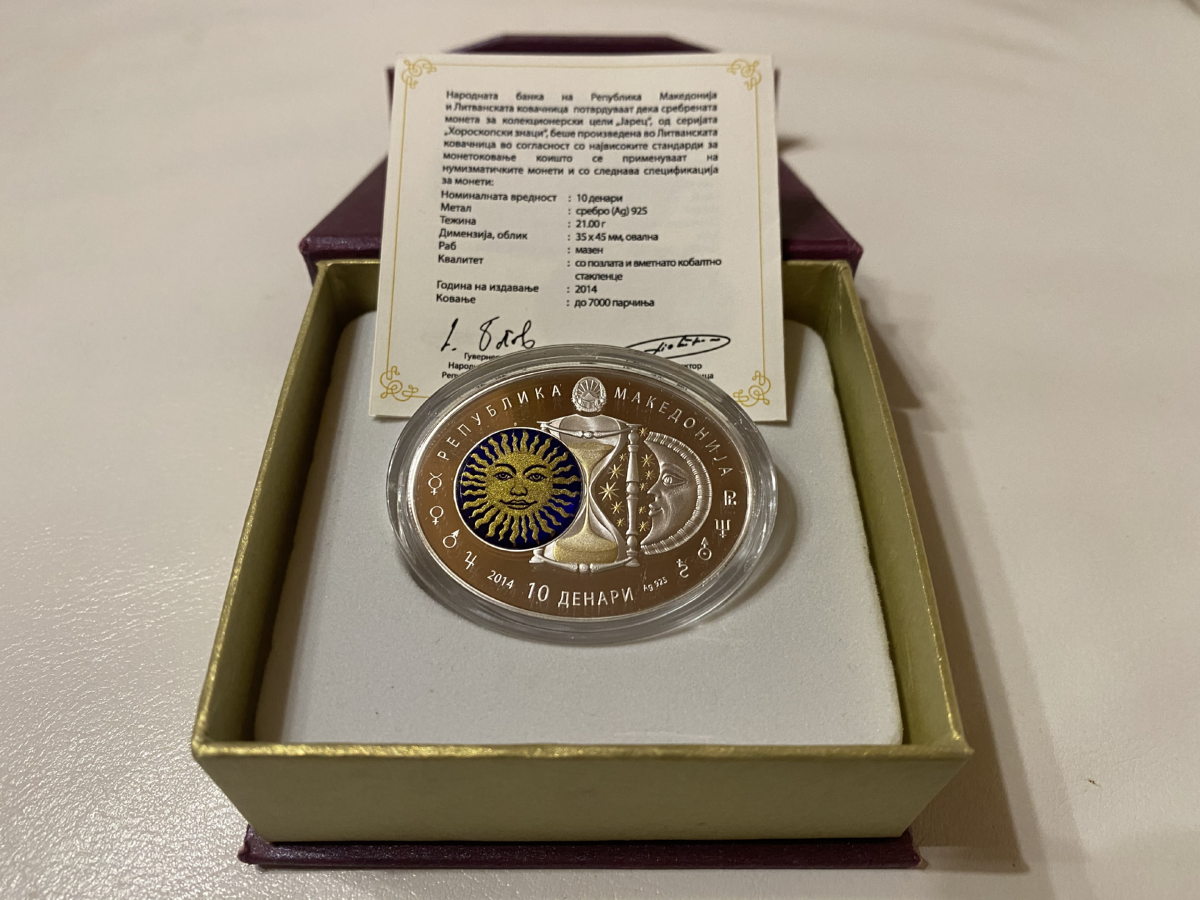 Народната банка на Република Македонија
и Литванската ковачница потврдуваат дека сребрената
монета за колекционерски цели „Јарец“, од серијата
„Хороскопски знаци“, беше произведена во Литванската
ковачница во согласност со највисоките стандарди за
монетоковање коишто се применуваат на
нумизматичките монети и со следнава спецификација
за монети:
Номиналната вредност : 10 денари
Метал : сребро (Ag) 925
Тежина : 21.00 г
Димензија, облик : 35 x 45 мм, овална
Раб : мазен
Квалитет : со позлата и вметнато кобалтно
стакленце
Година на издавање : 2014
Ковање : до 7000 парчиња
РЕПУБЛИКА МАКЕДОНИЈА
2014 10 ДЕНАРИ Ag 925